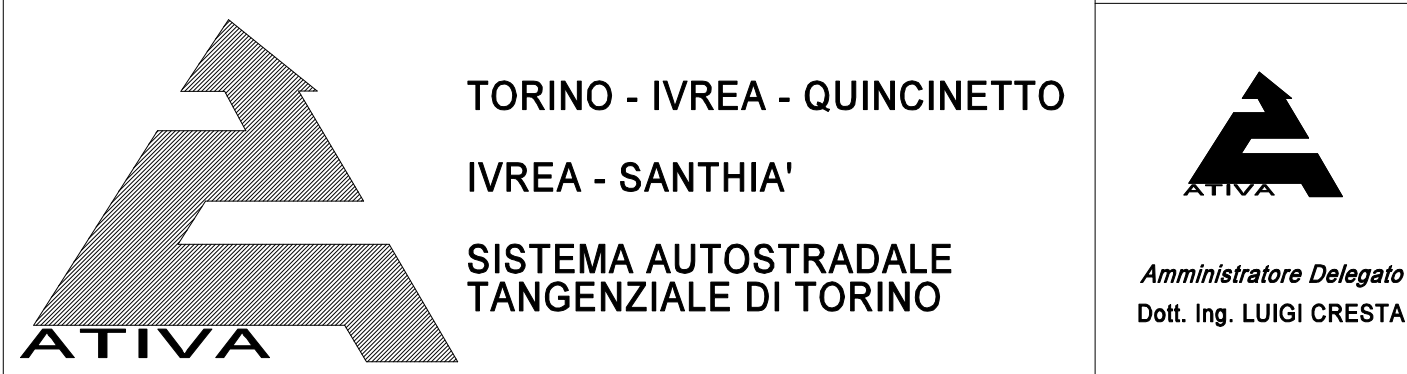 TORINO - IVREA - QUINCINETTO
IVREA - SANTHIA'
SISTEMA AUTOSTRADALE
TANGENZIALE DI TORINO
ATIVA
ATIVA
Amministratore Delegato
Dott. Ing. LUIGI CRESTA